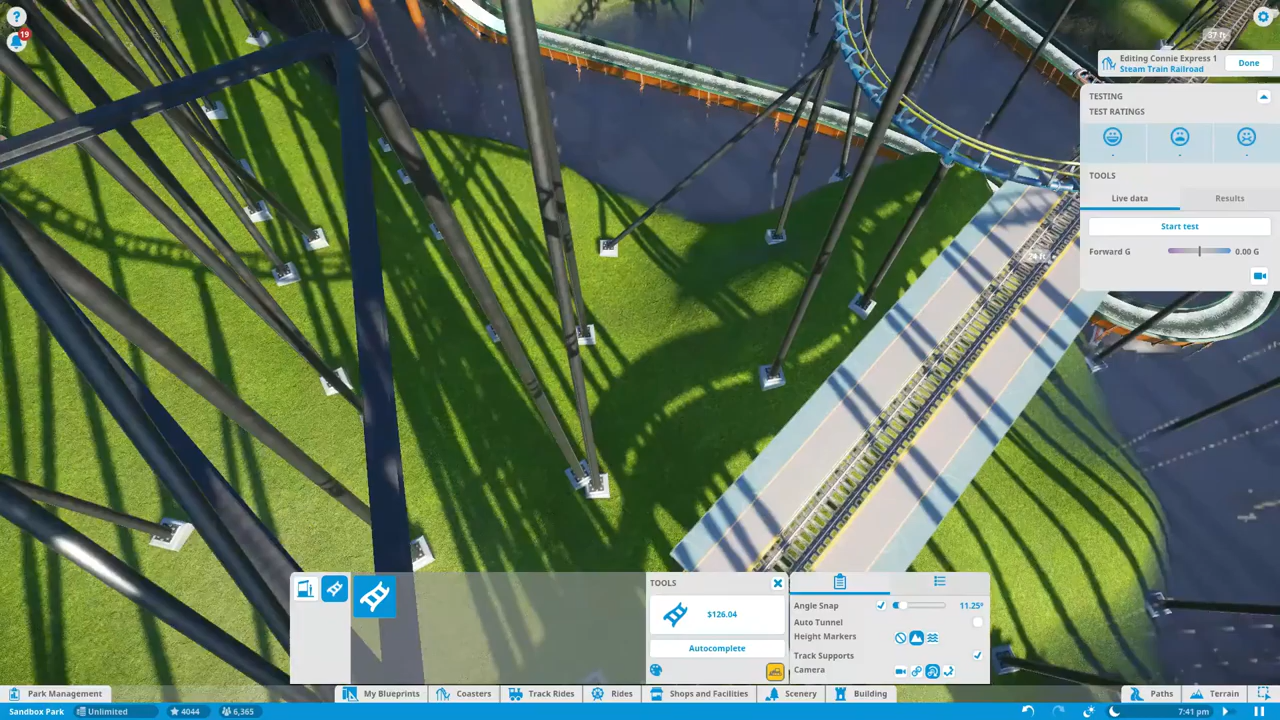 ?
19
37 ft
Editing Connie Express 1
Steam Train Railroad
Done
TESTING
TEST RATINGS
-
-
-
TOOLS
Live data
Results
Start test
Forward G
0.00 G
24 ft
TOOLS
$126.04
Autocomplete
Angle Snap
11.25°
Auto Tunnel
Height Markers
Track Supports
Camera
Park Management
My Blueprints
Coasters
Track Rides
Rides
Shops and Facilities
Scenery
Building
Paths
Terrain
Sandbox Park
Unlimited
4044
6,365
7:41 pm